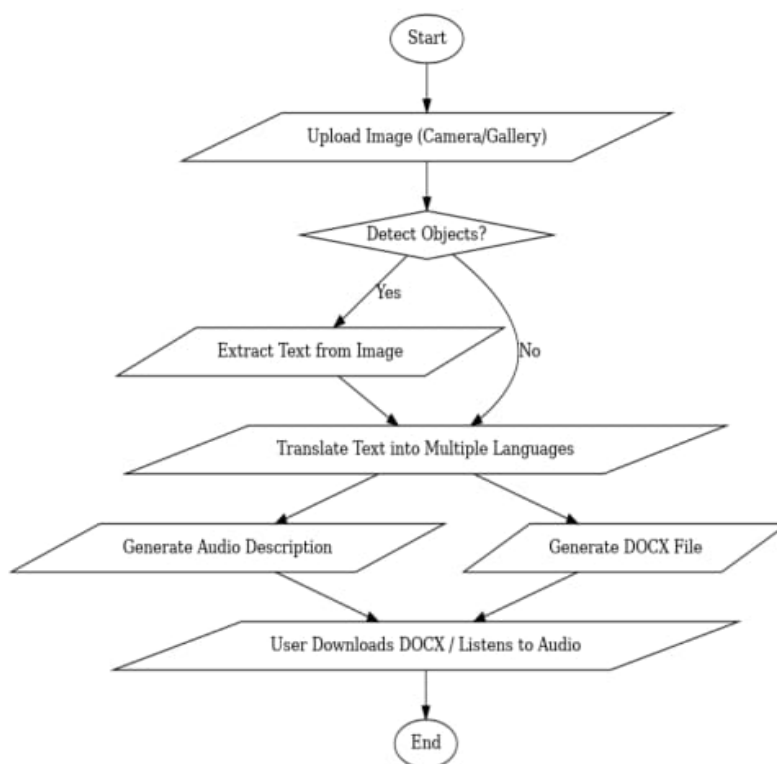 Start
Upload Image (Camera/Gallery)
Detect Objects?
Yes
Extract Text from Image
No
Translate Text into Multiple Languages
Generate Audio Description
Generate DOCX File
User Downloads DOCX / Listens to Audio
End